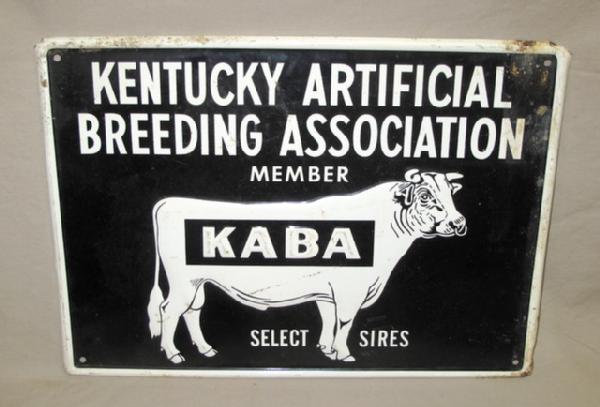 KENTUCKY ARTIFICIAL
BREEDING ASSOCIATION
MEMBER
KABA
SELECT SIRES